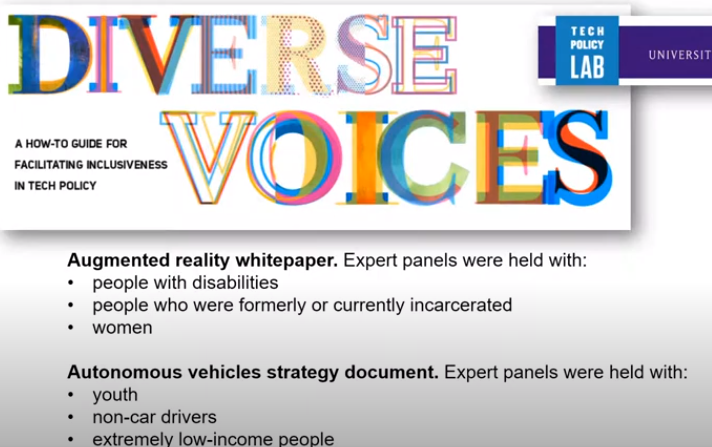 DIVERSE
VOICES
A HOW-TO GUIDE FOR
FACILITATING INCLUSIVENESS
IN TECH POLICY
TECH
POLICY
LAB
UNIVERSIT
Augmented reality whitepaper. Expert panels were held with:
• people with disabilities
• people who were formerly or currently incarcerated
• women
Autonomous vehicles strategy document. Expert panels were held with:
• youth
• non-car drivers
• extremely low-income people